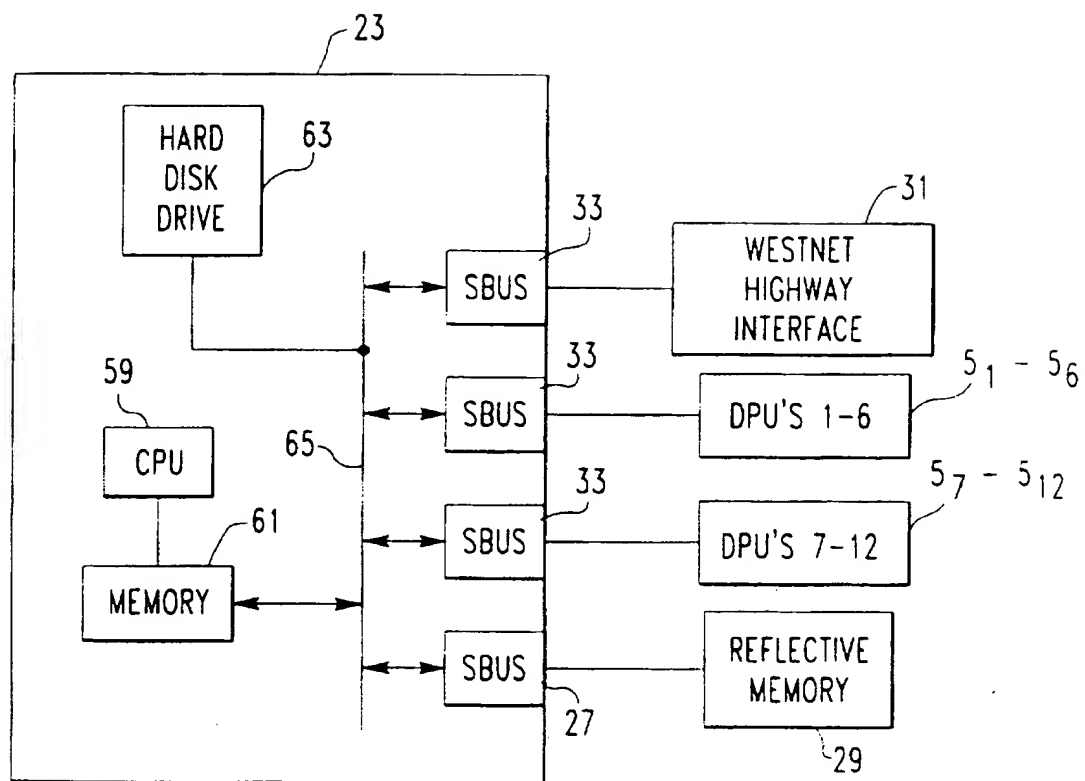 23
HARD
DISK
DRIVE
63
33
SBUS
31
WESTNET
HIGHWAY
INTERFACE
59
CPU
65
33
SBUS
DPU'S 1-6
5₁ - 5₆
61
MEMORY
33
SBUS
DPU'S 7-12
5₇ - 5₁₂
SBUS
27
REFLECTIVE
MEMORY
29